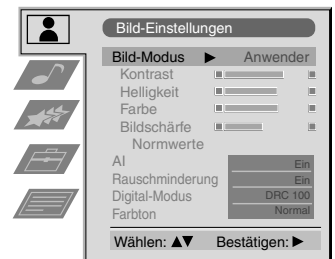 Bild-Einstellungen
Bild-Modus ▶ Anwender
Kontrast
Helligkeit
Farbe
Bildschärfe
Normwerte
AI Ein
Rauschminderung Ein
Digital-Modus DRC 100
Farbton Normal
Wählen: ▲▼ Bestätigen: ▶